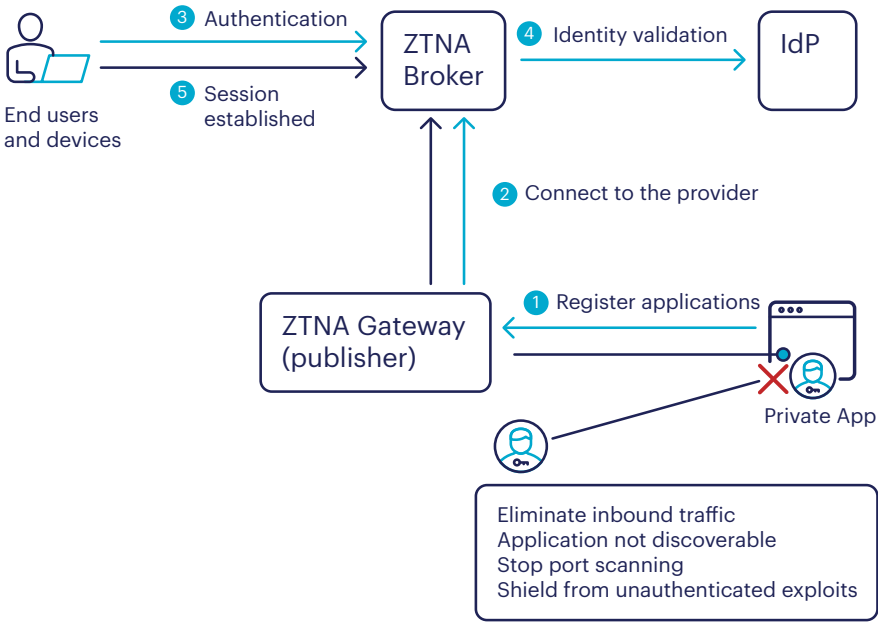 3 Authentication
5 Session
established
End users
and devices
ZTNA
Broker
4 Identity validation
IdP
2 Connect to the provider
ZTNA Gateway
(publisher)
1 Register applications
Private App
Eliminate inbound traffic
Application not discoverable
Stop port scanning
Shield from unauthenticated exploits